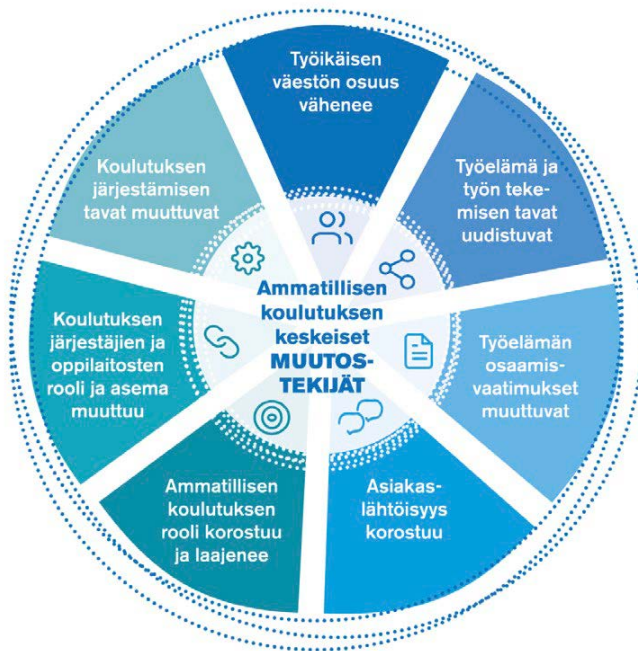 Työikäisen
väestön osuus
vähenee
Työelämä ja
työn teke-
misen tavat
uudistuvat
Työelämän
osaamis-
vaatimukset
muuttuvat
Asiakas-
lähtöisyys
korostuu
Ammatillisen
koulutuksen
rooli korostuu
ja laajenee
Koulutuksen
järjestäjien ja
oppilaitosten
rooli ja asema
muuttuu
Koulutuksen
järjestämisen
tavat muuttuvat
Ammatillisen
koulutuksen
keskeiset
MUUTOS-
TEKIJÄT